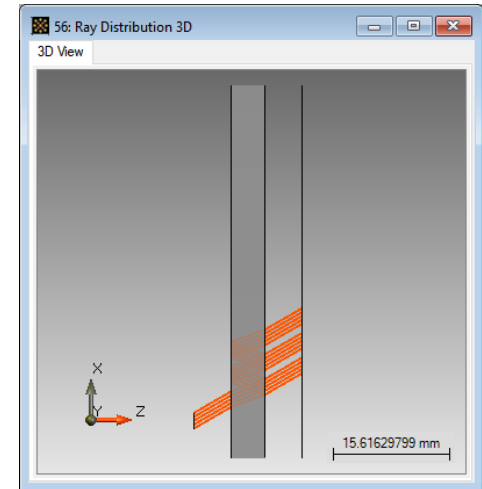 56: Ray Distribution 3D
3D View
X
Y
Z
15.61629799 mm